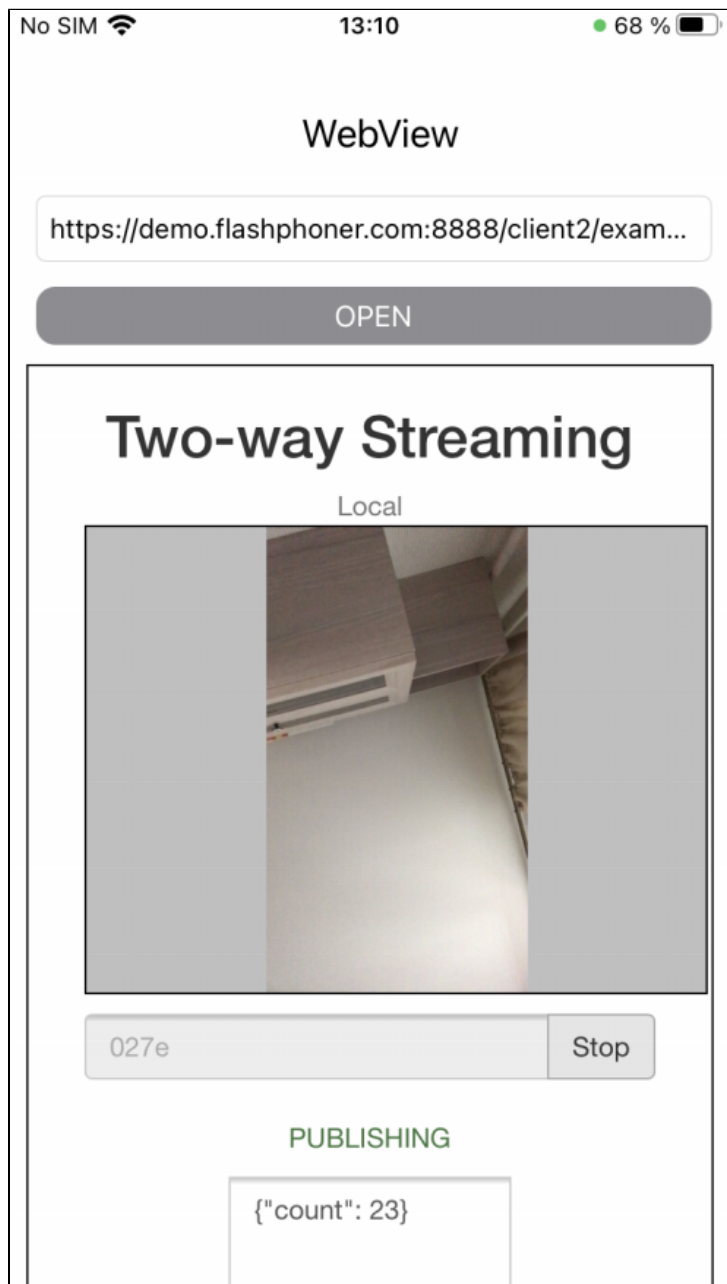 No SIM 13:10 68 %
WebView
https://demo.flashphoner.com:8888/client2/exam...
OPEN
Two-way Streaming
Local
027e Stop
PUBLISHING
{"count": 23}